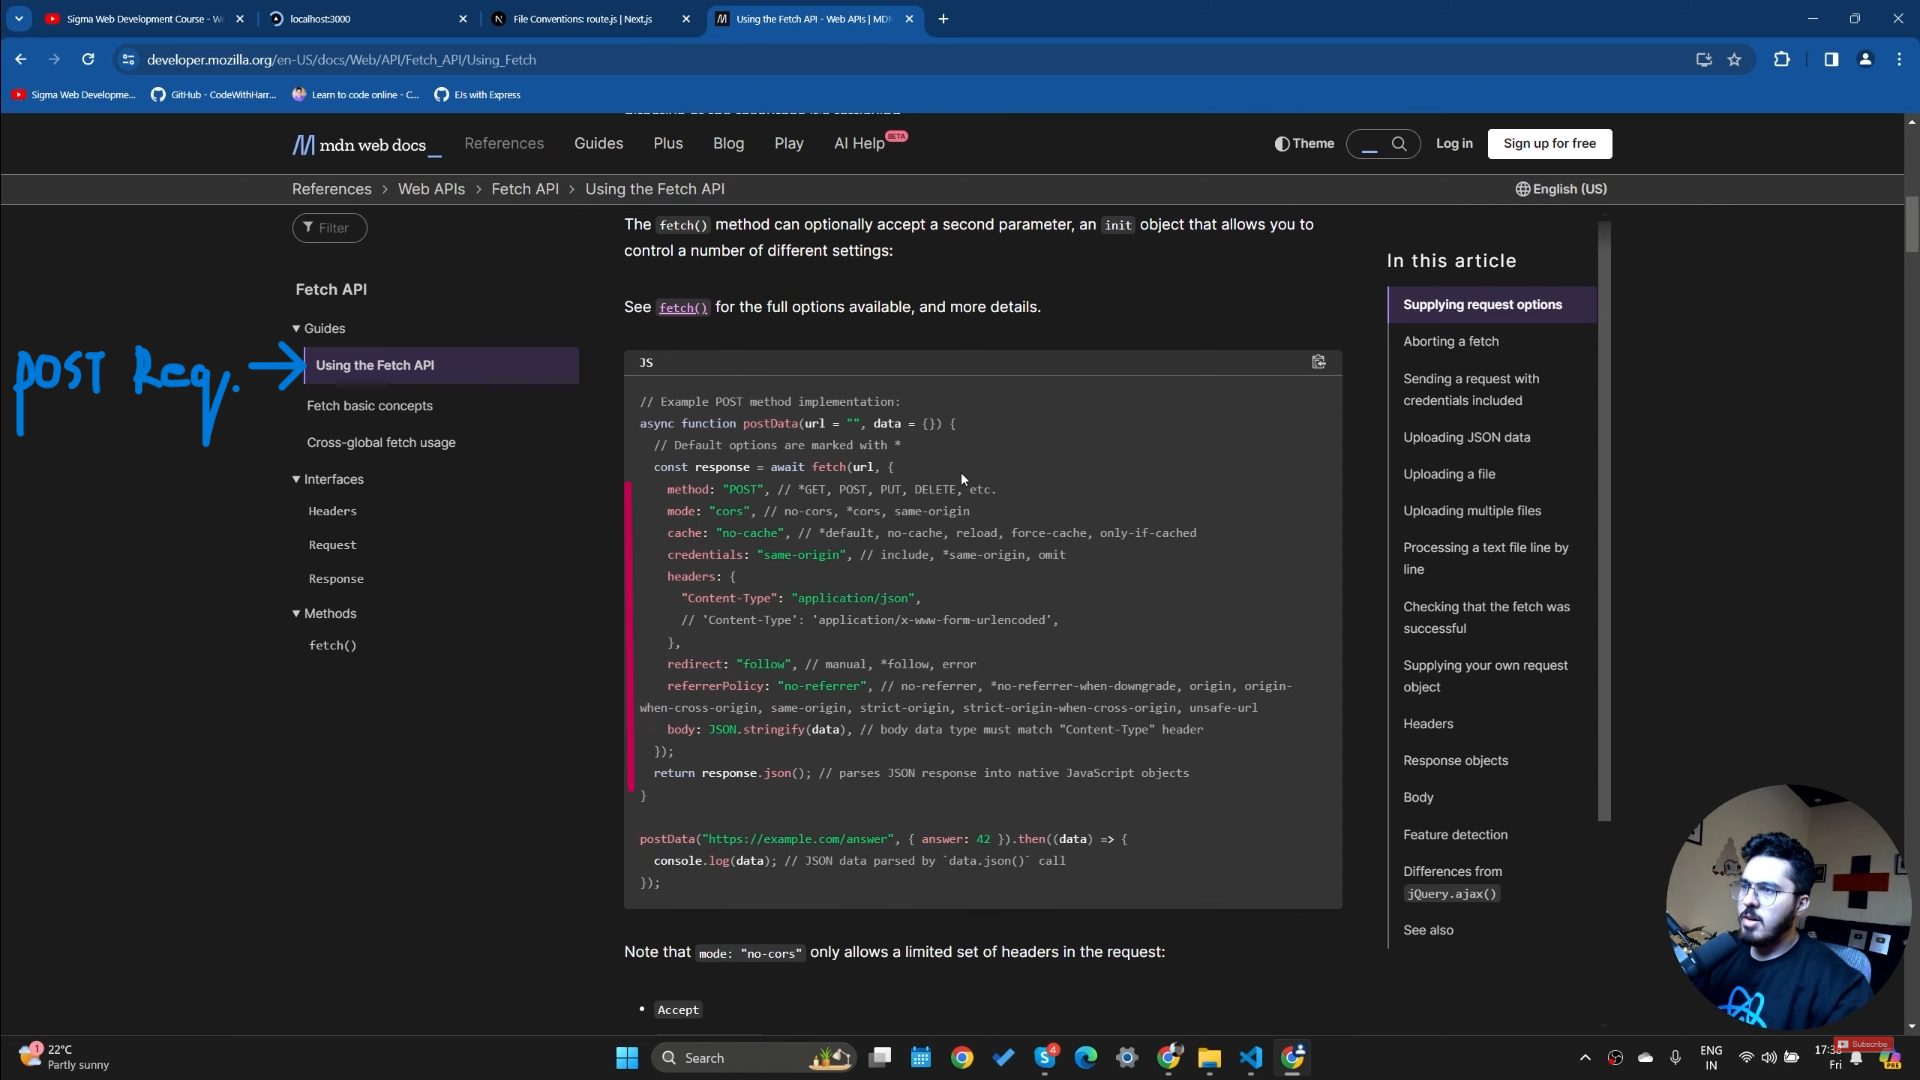 Sigma Web Development Course - W
localhost:3000
File Conventions: route.js | Next.js
Using the Fetch API - Web APIs | MDN
developer.mozilla.org/en-US/docs/Web/API/Fetch_API/Using_Fetch
Sigma Web Developme...
GitHub - CodeWithHarr...
Learn to code online - C...
EJs with Express
mdn web docs_
References
Guides
Plus
Blog
Play
AI Help BETA
Theme
Log in
Sign up for free
References > Web APIs > Fetch API > Using the Fetch API
English (US)
Filter
Fetch API
Guides
Using the Fetch API
Fetch basic concepts
Cross-global fetch usage
Interfaces
Headers
Request
Response
Methods
fetch()
POST Req.
The fetch() method can optionally accept a second parameter, an init object that allows you to
control a number of different settings:
See fetch() for the full options available, and more details.
JS
// Example POST method implementation:
async function postData(url = "", data = {}) {
// Default options are marked with *
const response = await fetch(url, {
method: "POST", // *GET, POST, PUT, DELETE, etc.
mode: "cors", // no-cors, *cors, same-origin
cache: "no-cache", // *default, no-cache, reload, force-cache, only-if-cached
credentials: "same-origin", // include, *same-origin, omit
headers: {
"Content-Type": "application/json",
// 'Content-Type': 'application/x-www-form-urlencoded',
},
redirect: "follow", // manual, *follow, error
referrerPolicy: "no-referrer", // no-referrer, *no-referrer-when-downgrade, origin, origin-
when-cross-origin, same-origin, strict-origin, strict-origin-when-cross-origin, unsafe-url
body: JSON.stringify(data), // body data type must match "Content-Type" header
});
return response.json(); // parses JSON response into native JavaScript objects
}
postData("https://example.com/answer", { answer: 42 }).then((data) => {
console.log(data); // JSON data parsed by `data.json()` call
});
Note that mode: "no-cors" only allows a limited set of headers in the request:
• Accept
In this article
Supplying request options
Aborting a fetch
Sending a request with
credentials included
Uploading JSON data
Uploading a file
Uploading multiple files
Processing a text file line by
line
Checking that the fetch was
successful
Supplying your own request
object
Headers
Response objects
Body
Feature detection
Differences from
jQuery.ajax()
See also
1
22°C
Partly sunny
Search
4
ENG
IN
Fri
Subscribe
PRE